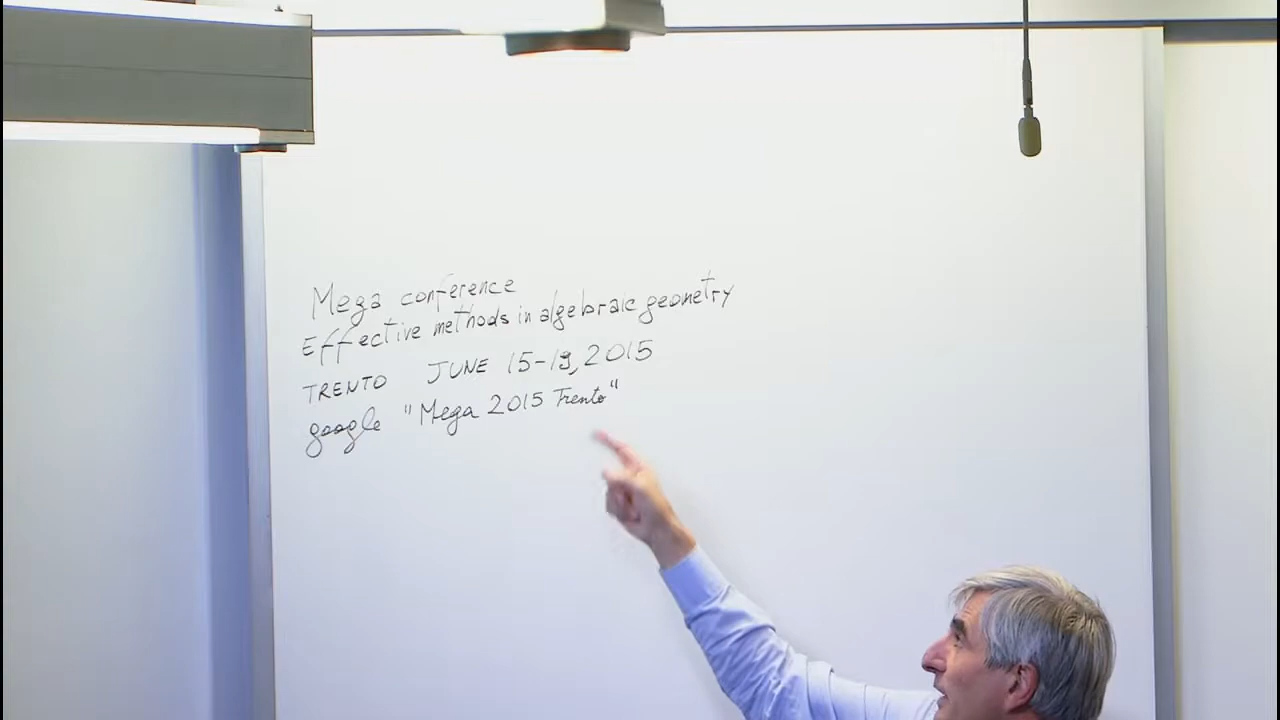 Mega conference
Effective methods in algebraic geometry
TRENTO JUNE 15-19, 2015
google "Mega 2015 Trento"